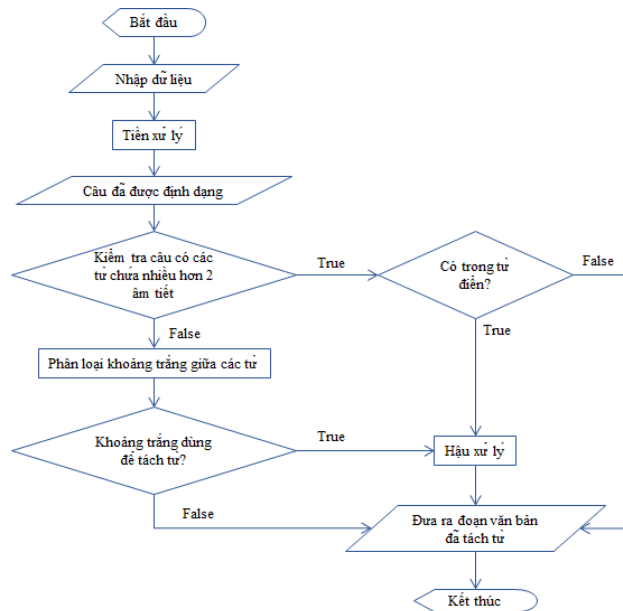 Bắt đầu
Nhập dữ liệu
Tiền xử lý
Câu đã được định dạng
Kiểm tra câu có các
từ chứa nhiều hơn 2
âm tiết
True
Có trong từ
điển?
False
False
True
Phân loại khoảng trắng giữa các từ
Khoảng trắng dùng
để tách từ?
True
Hậu xử lý
False
Đưa ra đoạn văn bản
đã tách từ
Kết thúc